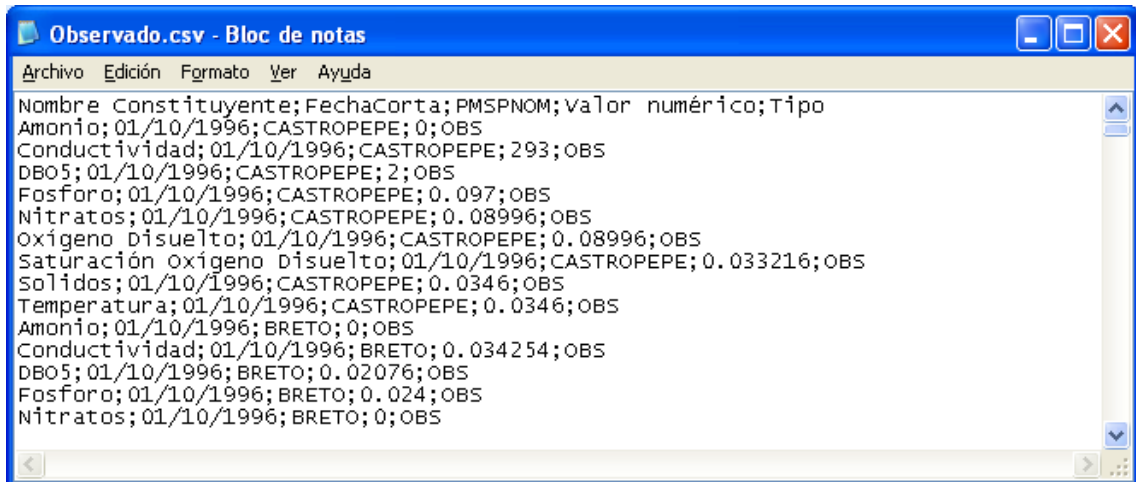 Observado.csv - Bloc de notas
Archivo Edición Formato Ver Ayuda
Nombre Constituyente;FechaCorta;PMSPNOM;Valor numérico;Tipo
Amonio;01/10/1996;CASTROPEPE;0;OBS
Conductividad;01/10/1996;CASTROPEPE;293;OBS
DBO5;01/10/1996;CASTROPEPE;2;OBS
Fosforo;01/10/1996;CASTROPEPE;0.097;OBS
Nitratos;01/10/1996;CASTROPEPE;0.08996;OBS
Oxígeno Disuelto;01/10/1996;CASTROPEPE;0.08996;OBS
Saturación Oxígeno Disuelto;01/10/1996;CASTROPEPE;0.033216;OBS
Solidos;01/10/1996;CASTROPEPE;0.0346;OBS
Temperatura;01/10/1996;CASTROPEPE;0.0346;OBS
Amonio;01/10/1996;BRETO;0;OBS
Conductividad;01/10/1996;BRETO;0.034254;OBS
DBO5;01/10/1996;BRETO;0.02076;OBS
Fosforo;01/10/1996;BRETO;0.024;OBS
Nitratos;01/10/1996;BRETO;0;OBS